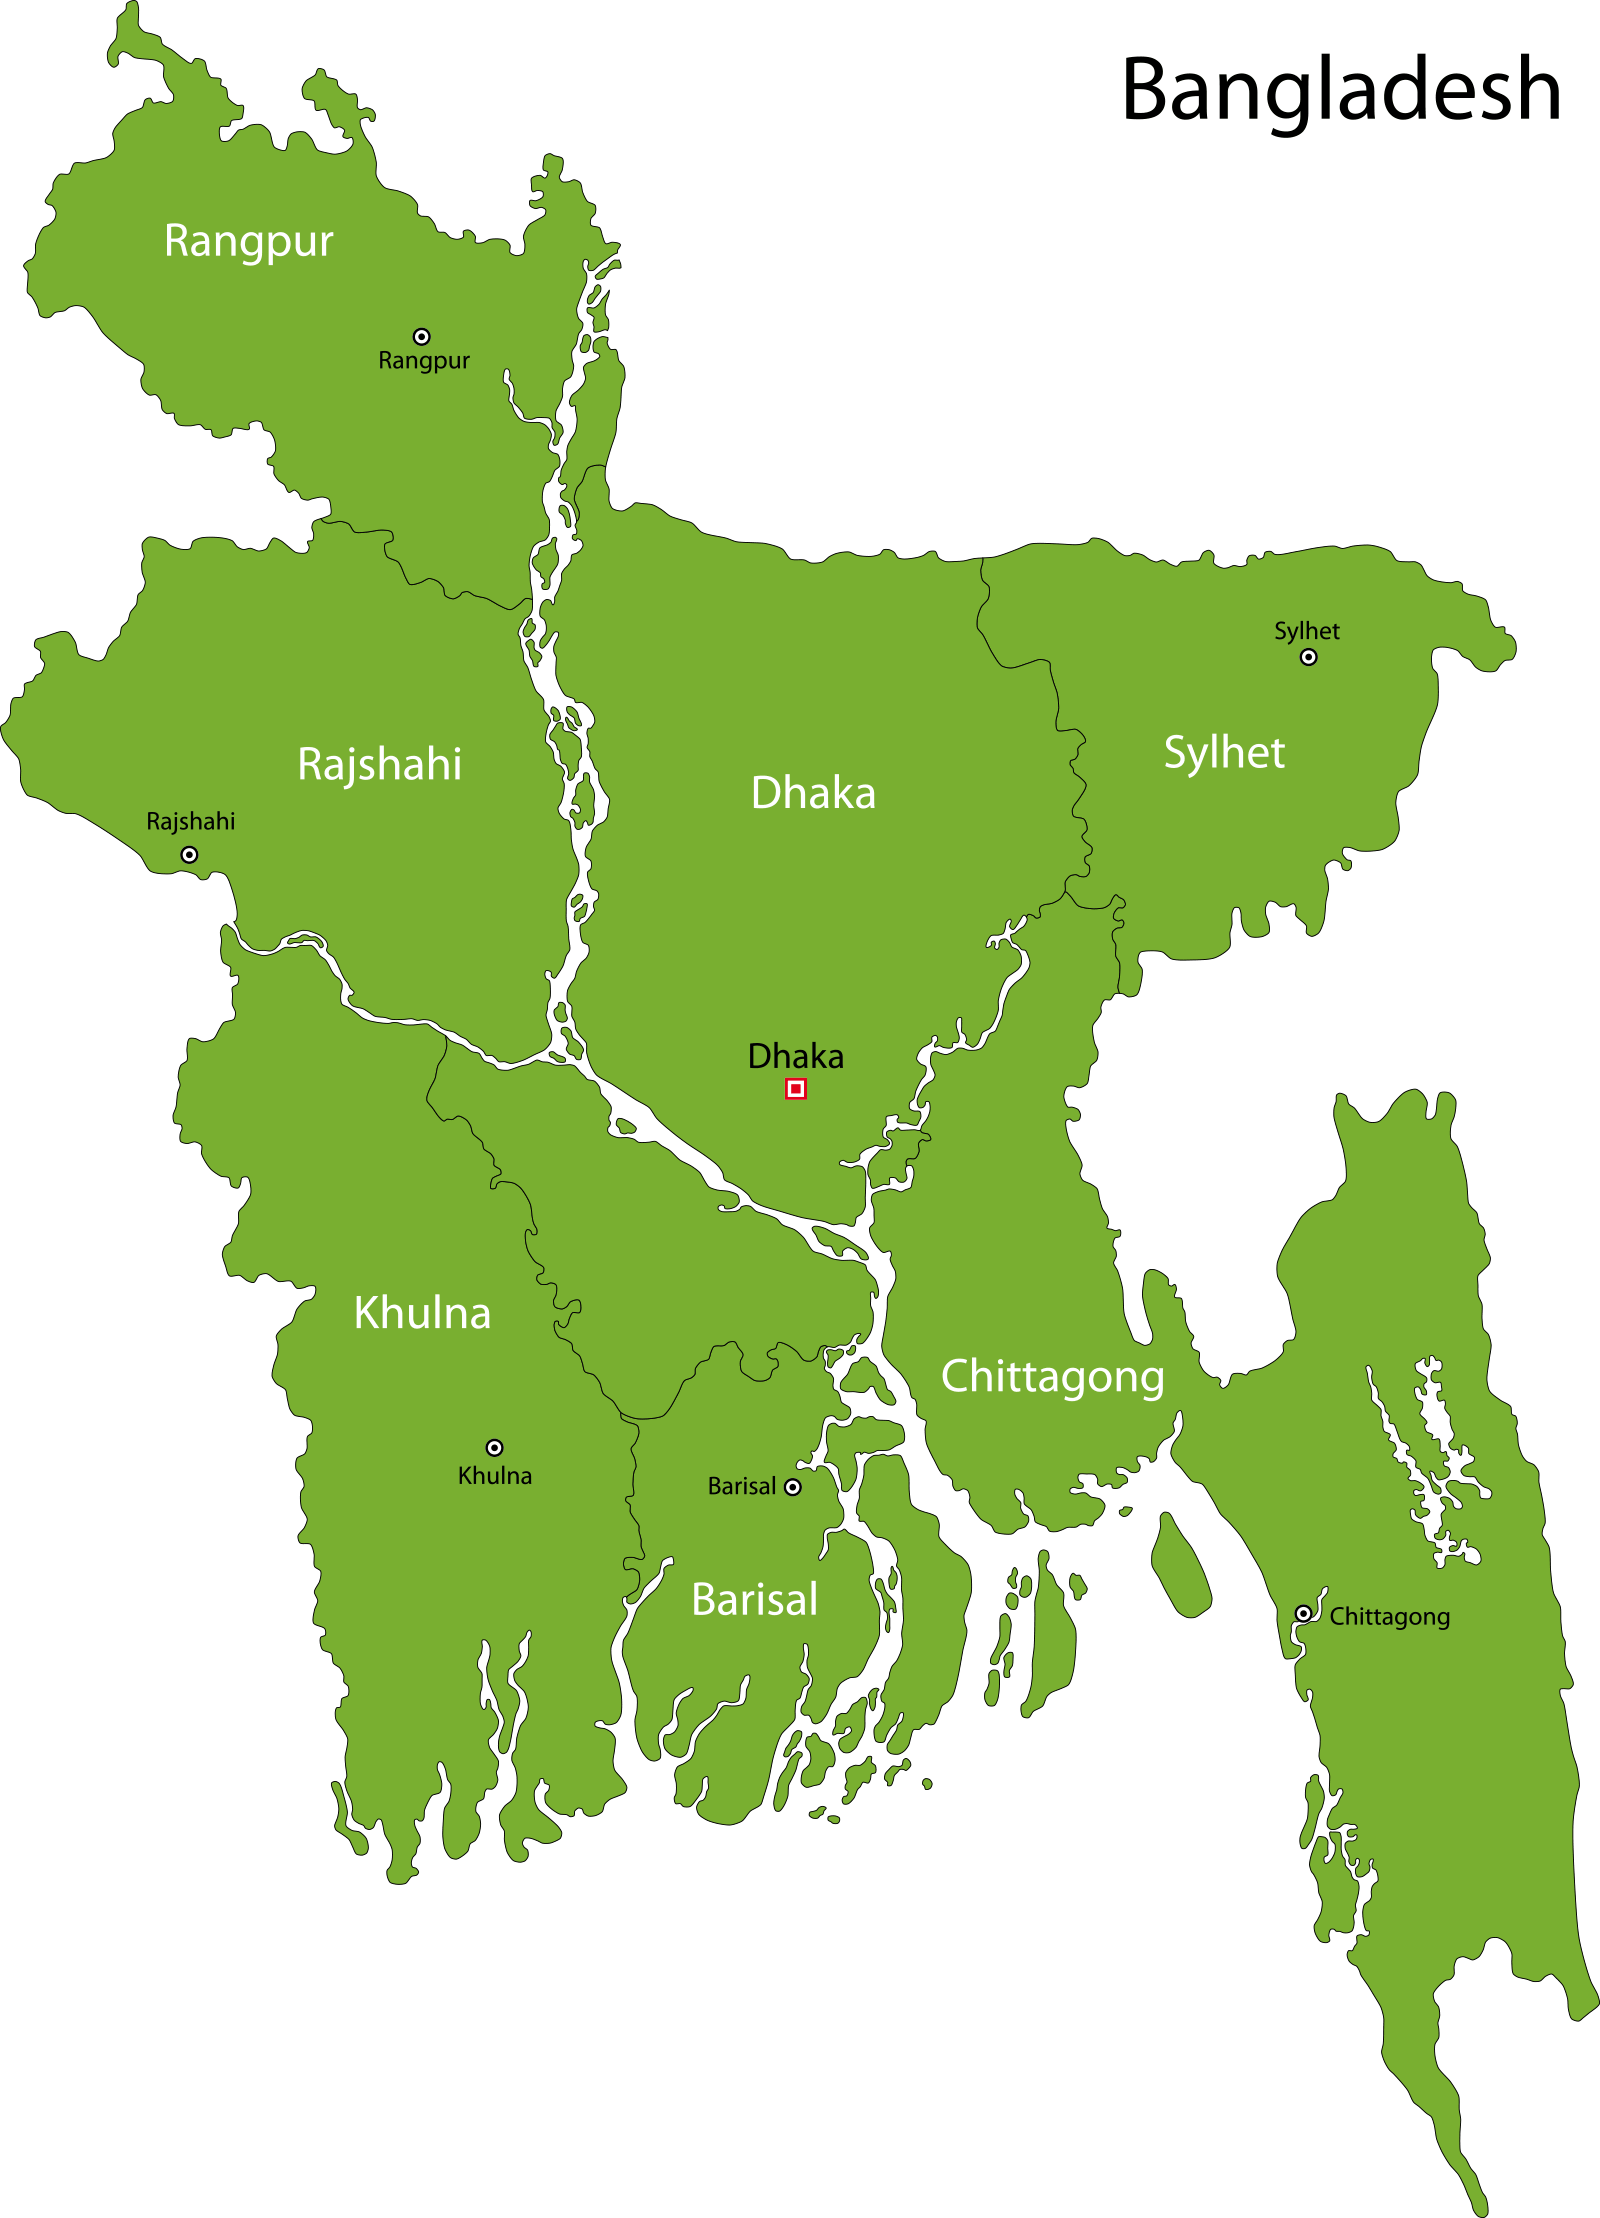 Bangladesh
Rangpur
Rangpur
Sylhet
Sylhet
Rajshahi
Dhaka
Rajshahi
Dhaka
Khulna
Chittagong
Khulna
Barisal
Barisal
Chittagong